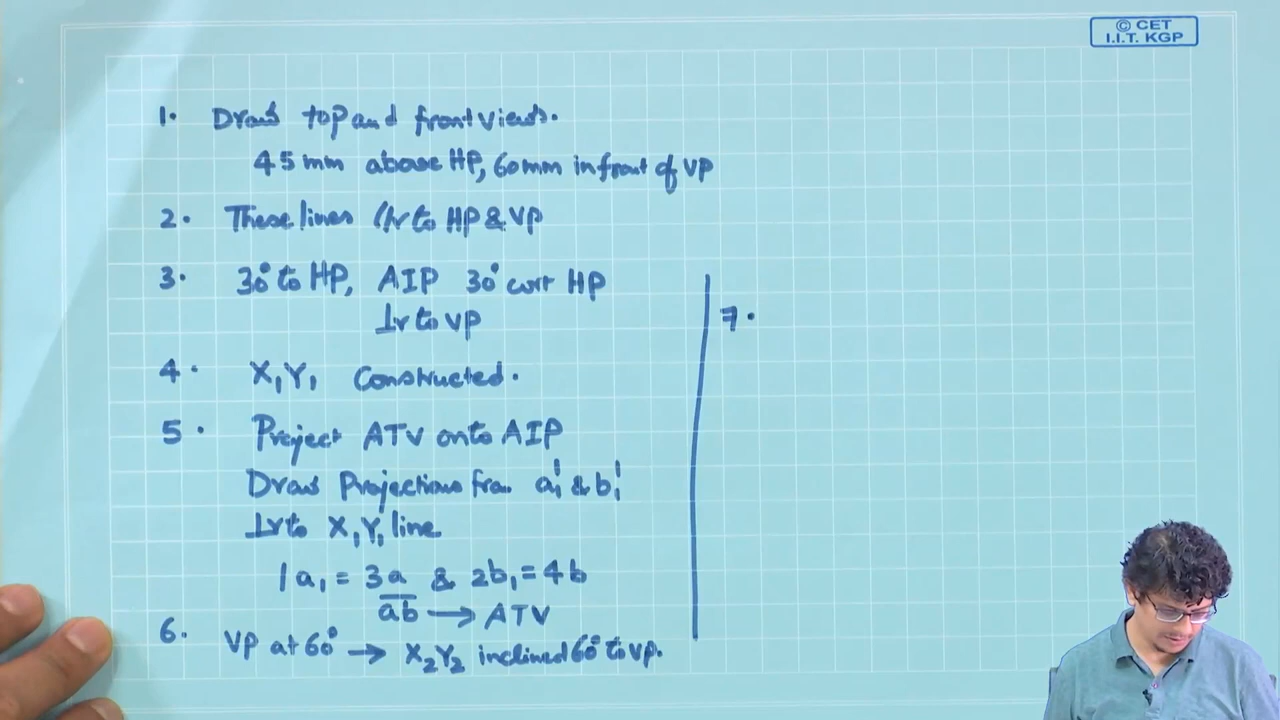 © CET
I.I.T. KGP
1. Draw top and front views.
45 mm above HP, 60mm in front of VP
2. These lines llr to HP & VP
3. 30° to HP, AIP 30° wrt HP
⊥r to VP
4. X₁Y₁ Constructed.
5. Project ATV onto AIP
Draw Projections from a₁' & b₁'
⊥r to X₁Y₁ line
1a₁ = 3a & 2b₁ = 4b
ab → ATV
6. VP at 60° → X₂Y₂ inclined 60° to VP.
7.